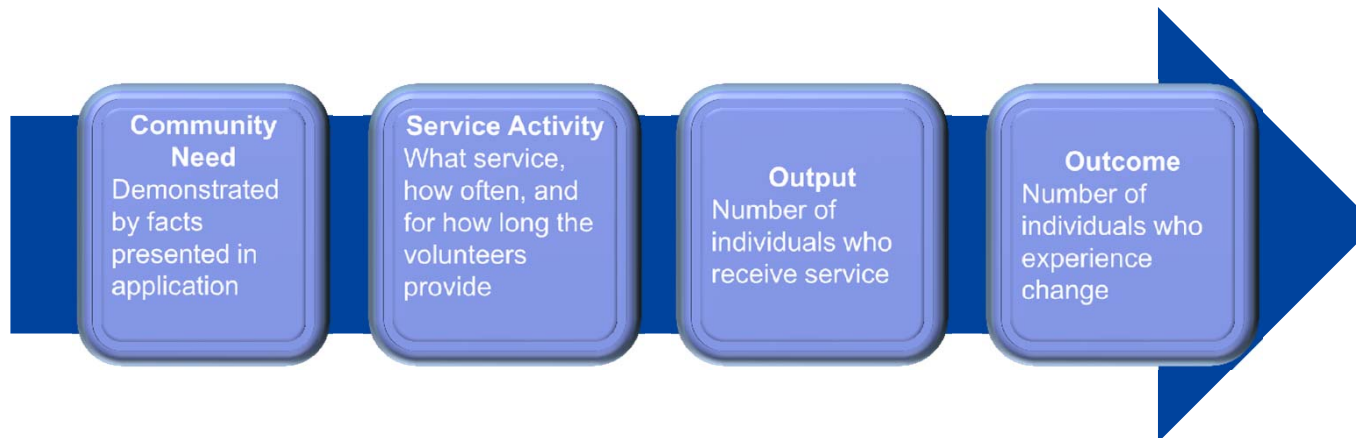 Community
Need
Demonstrated
by facts
presented in
application
Service Activity
What service,
how often, and
for how long the
volunteers
provide
Output
Number of
individuals who
receive service
Outcome
Number of
individuals who
experience
change